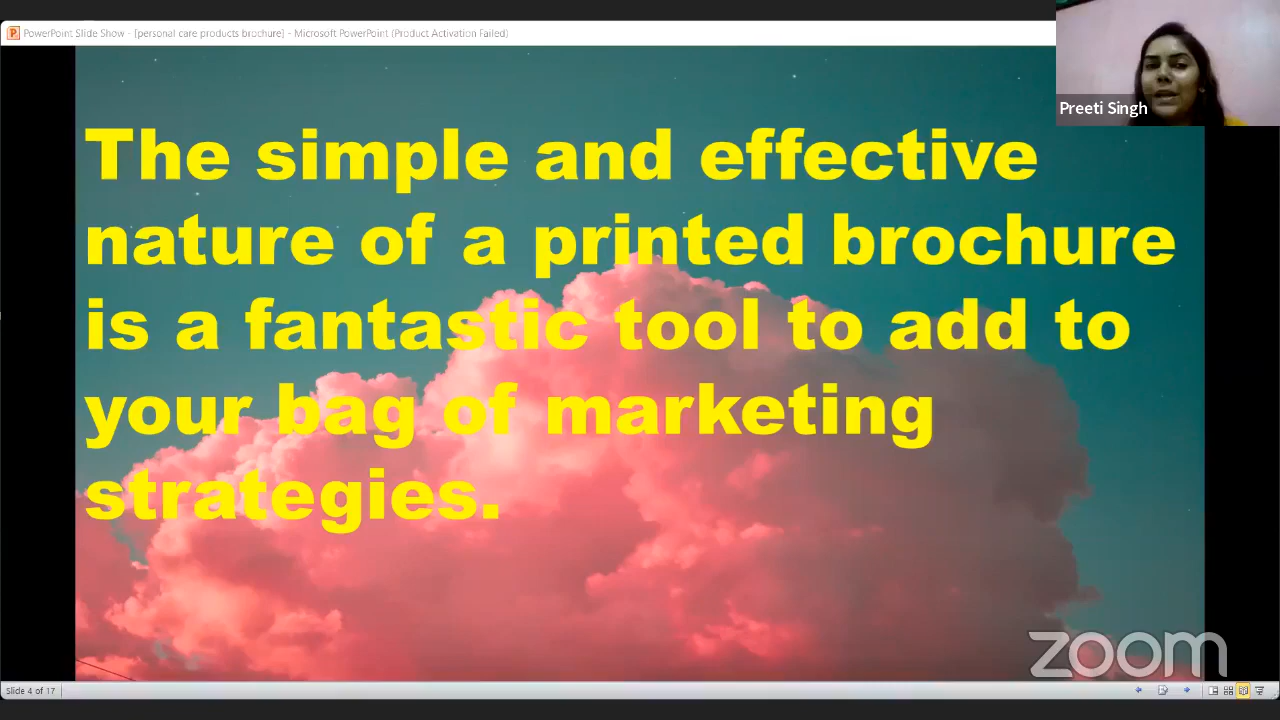 PowerPoint Slide Show - [personal care products brochure] - Microsoft PowerPoint (Product Activation Failed)
Preeti Singh
The simple and effective
nature of a printed brochure
is a fantastic tool to add to
your bag of marketing
strategies.
zoom
Slide 4 of 17